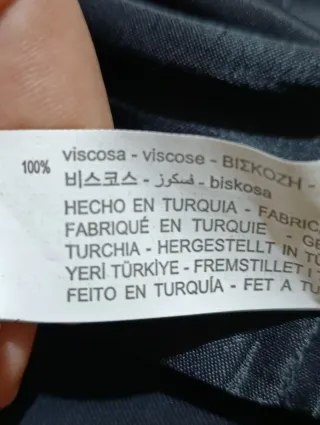 100% viscosa - viscose - ΒΙΣΚΟΖΗ -
비스코스 - فسكوز - biskosa
HECHO EN TURQUIA - FABRIC
FABRIQUÉ EN TURQUIE - GE
TURCHIA - HERGESTELLT IN TÜ
YERİ TÜRKİYE - FREMSTILLET I
FEITO EN TURQUÍA - FET A TU